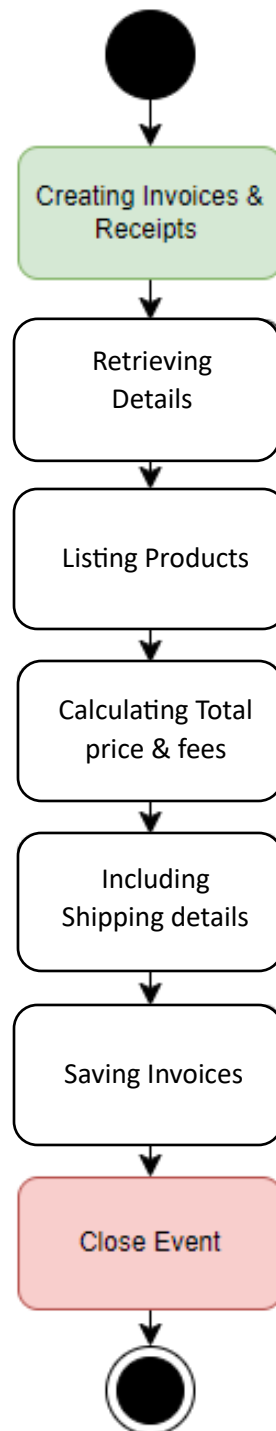 Creating Invoices &
Receipts
Retrieving
Details
Listing Products
Calculating Total
price & fees
Including
Shipping details
Saving Invoices
Close Event